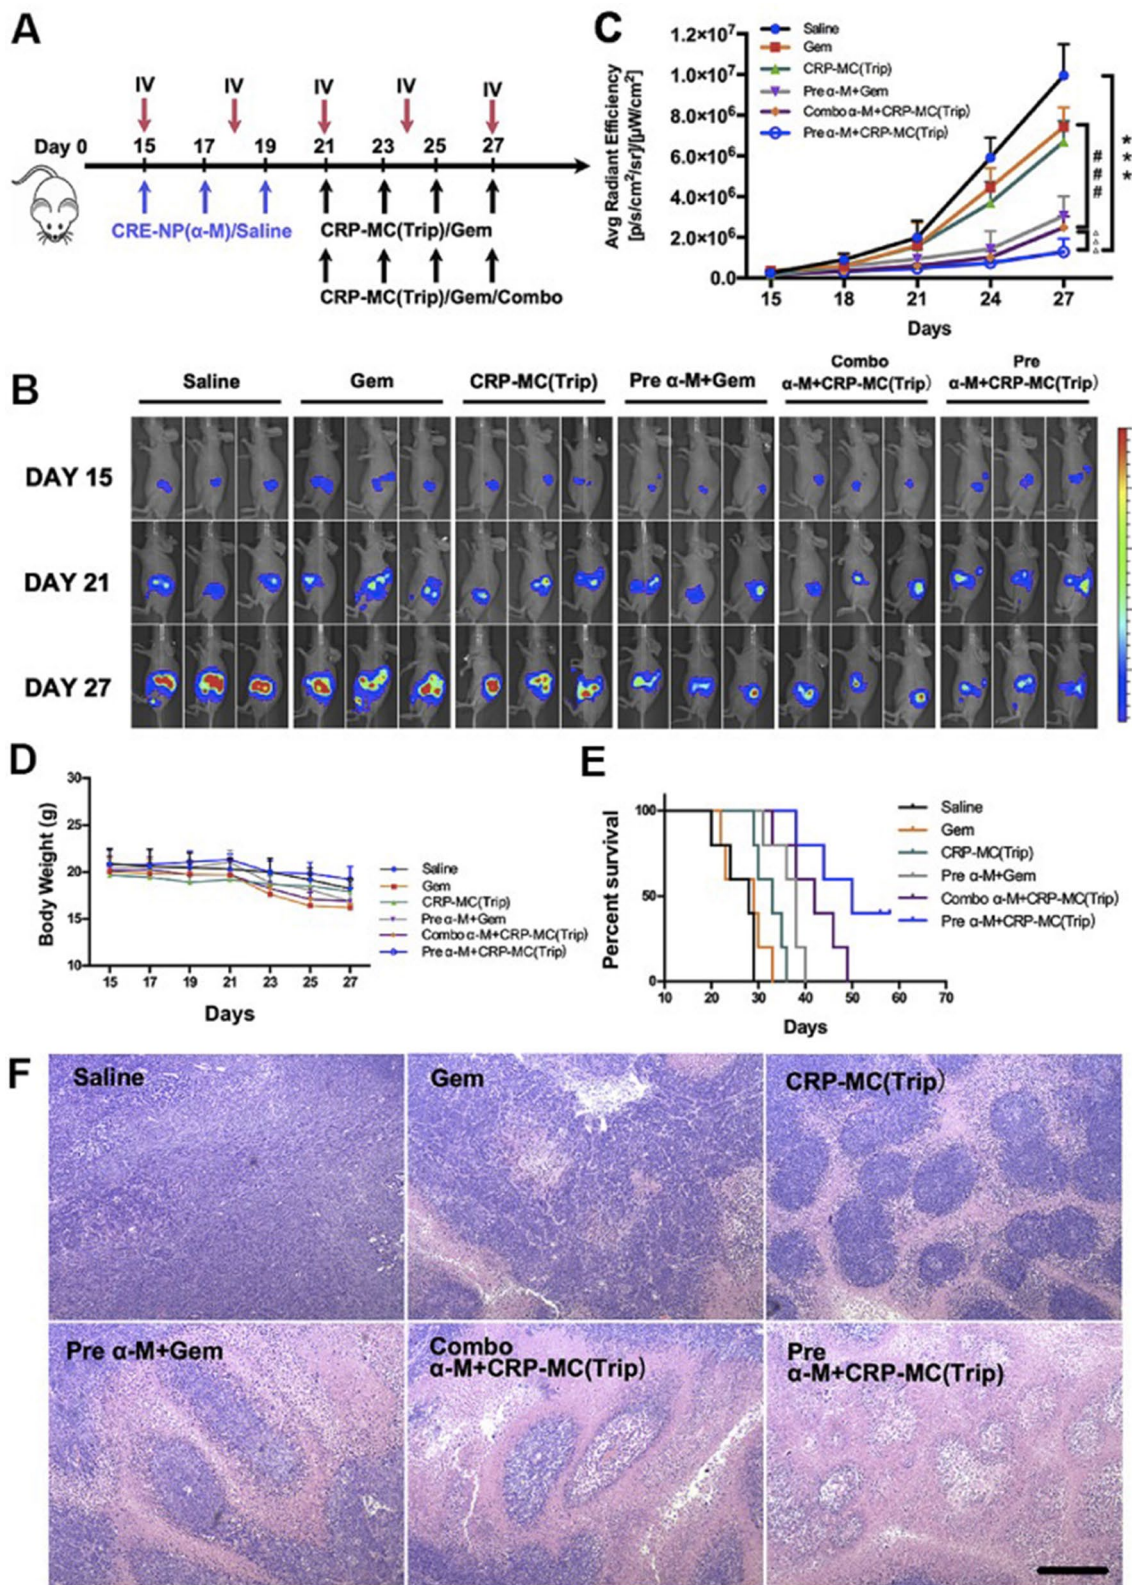 A
IV IV IV IV IV
Day 0 15 17 19 21 23 25 27
CRE-NP(α-M)/Saline CRP-MC(Trip)/Gem
CRP-MC(Trip)/Gem/Combo
C
Avg Radiant Efficiency
[p/s/cm²/sr]/[μW/cm²]
1.2×10⁷
1.0×10⁷
8.0×10⁶
6.0×10⁶
4.0×10⁶
2.0×10⁶
0.0
15 18 21 24 27
Days
Saline
Gem
CRP-MC(Trip)
Pre α-M+Gem
Combo α-M+CRP-MC(Trip)
Pre α-M+CRP-MC(Trip)
###
***
△△△
B
Saline Gem CRP-MC(Trip) Pre α-M+Gem
Combo
α-M+CRP-MC(Trip)
Pre
α-M+CRP-MC(Trip)
DAY 15
DAY 21
DAY 27
D
Body Weight (g)
30
25
20
15
10
15 17 19 21 23 25 27
Days
Saline
Gem
CRP-MC(Trip)
Pre α-M+Gem
Combo α-M+CRP-MC(Trip)
Pre α-M+CRP-MC(Trip)
E
Percent survival
100
50
0
10 20 30 40 50 60 70
Days
Saline
Gem
CRP-MC(Trip)
Pre α-M+Gem
Combo α-M+CRP-MC(Trip)
Pre α-M+CRP-MC(Trip)
F
Saline
Gem
CRP-MC(Trip)
Pre α-M+Gem
Combo
α-M+CRP-MC(Trip)
Pre
α-M+CRP-MC(Trip)